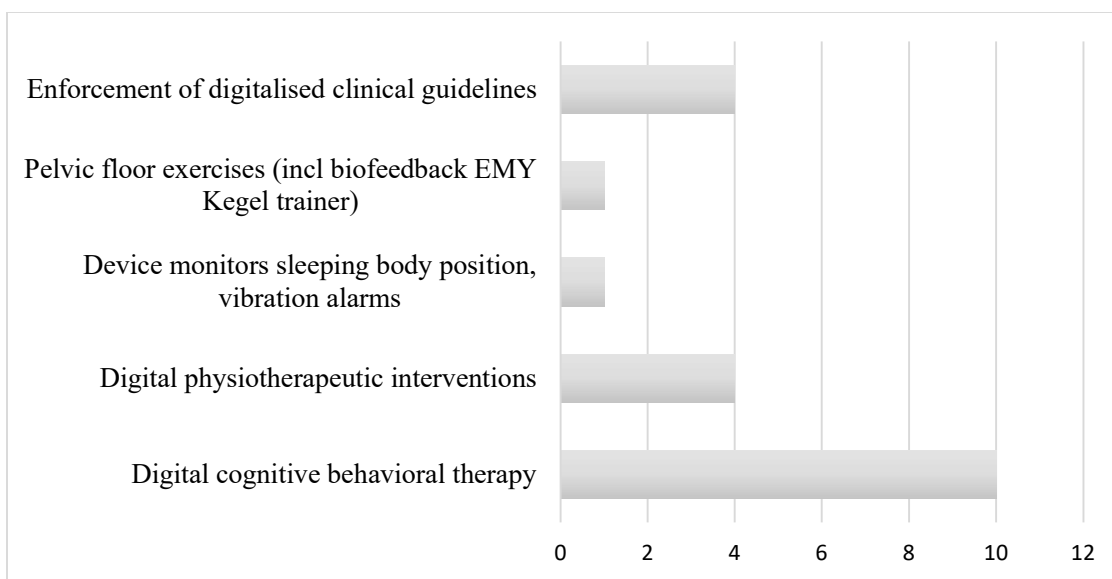 Enforcement of digitalised clinical guidelines
Pelvic floor exercises (incl biofeedback EMY
Kegel trainer)
Device monitors sleeping body position,
vibration alarms
Digital physiotherapeutic interventions
Digital cognitive behavioral therapy
0 2 4 6 8 10 12